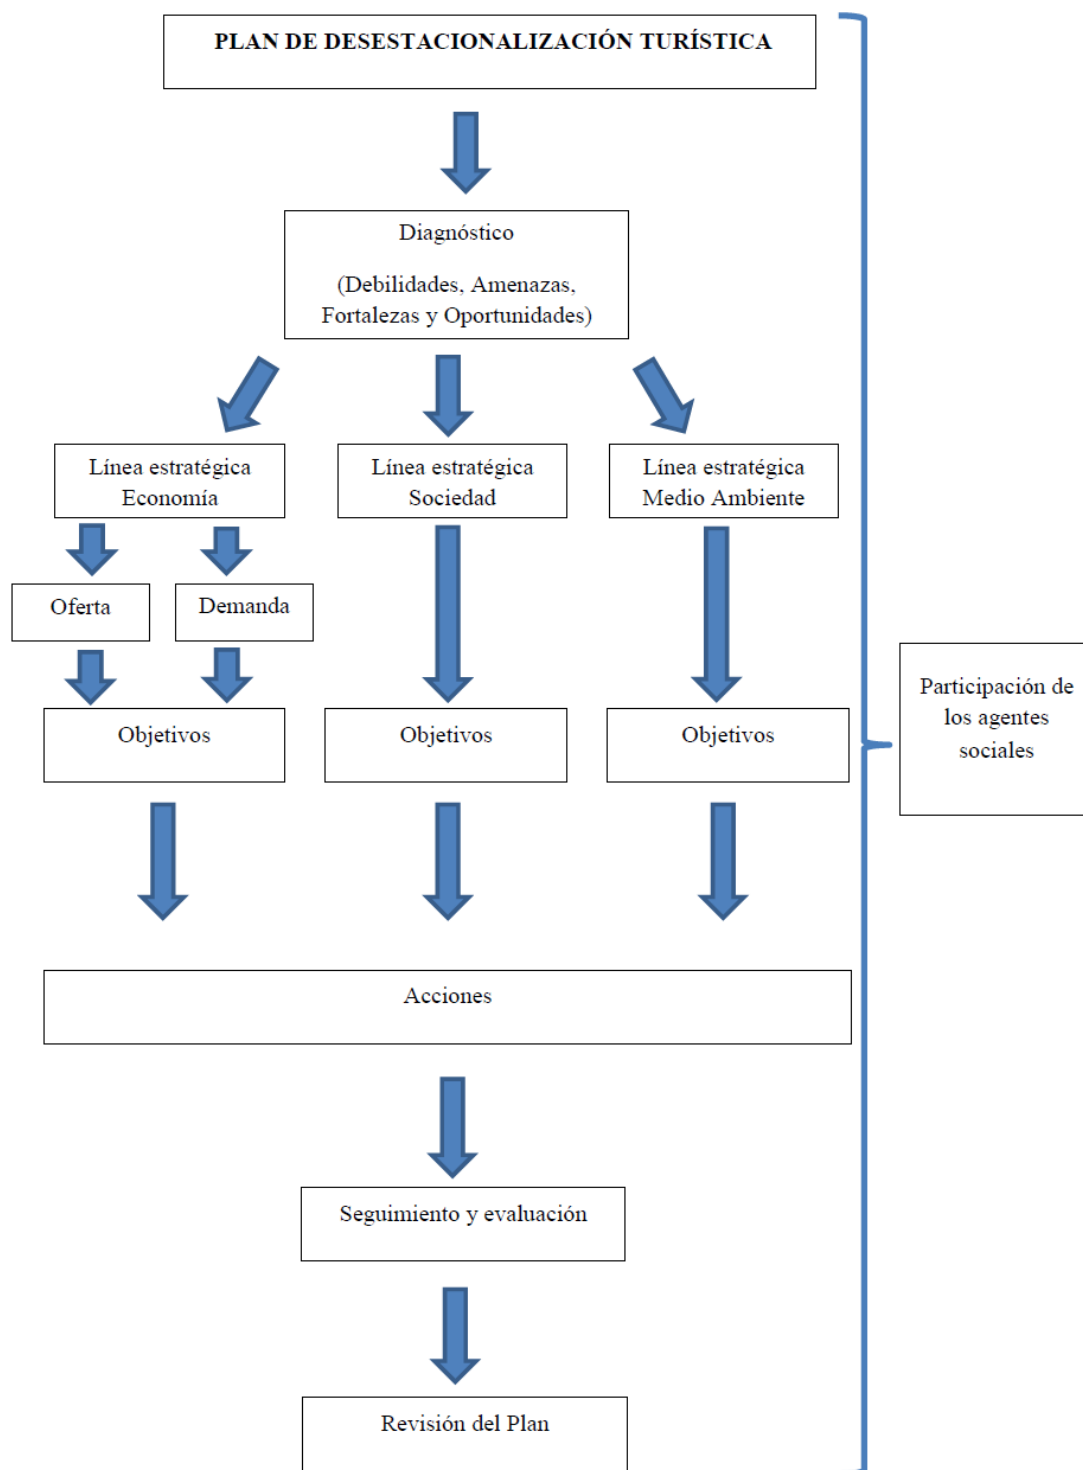 PLAN DE DESESTACIONALIZACIÓN TURÍSTICA
Diagnóstico
(Debilidades, Amenazas,
Fortalezas y Oportunidades)
Línea estratégica
Economía
Línea estratégica
Sociedad
Línea estratégica
Medio Ambiente
Oferta
Demanda
Objetivos
Objetivos
Objetivos
Participación de
los agentes
sociales
Acciones
Seguimiento y evaluación
Revisión del Plan